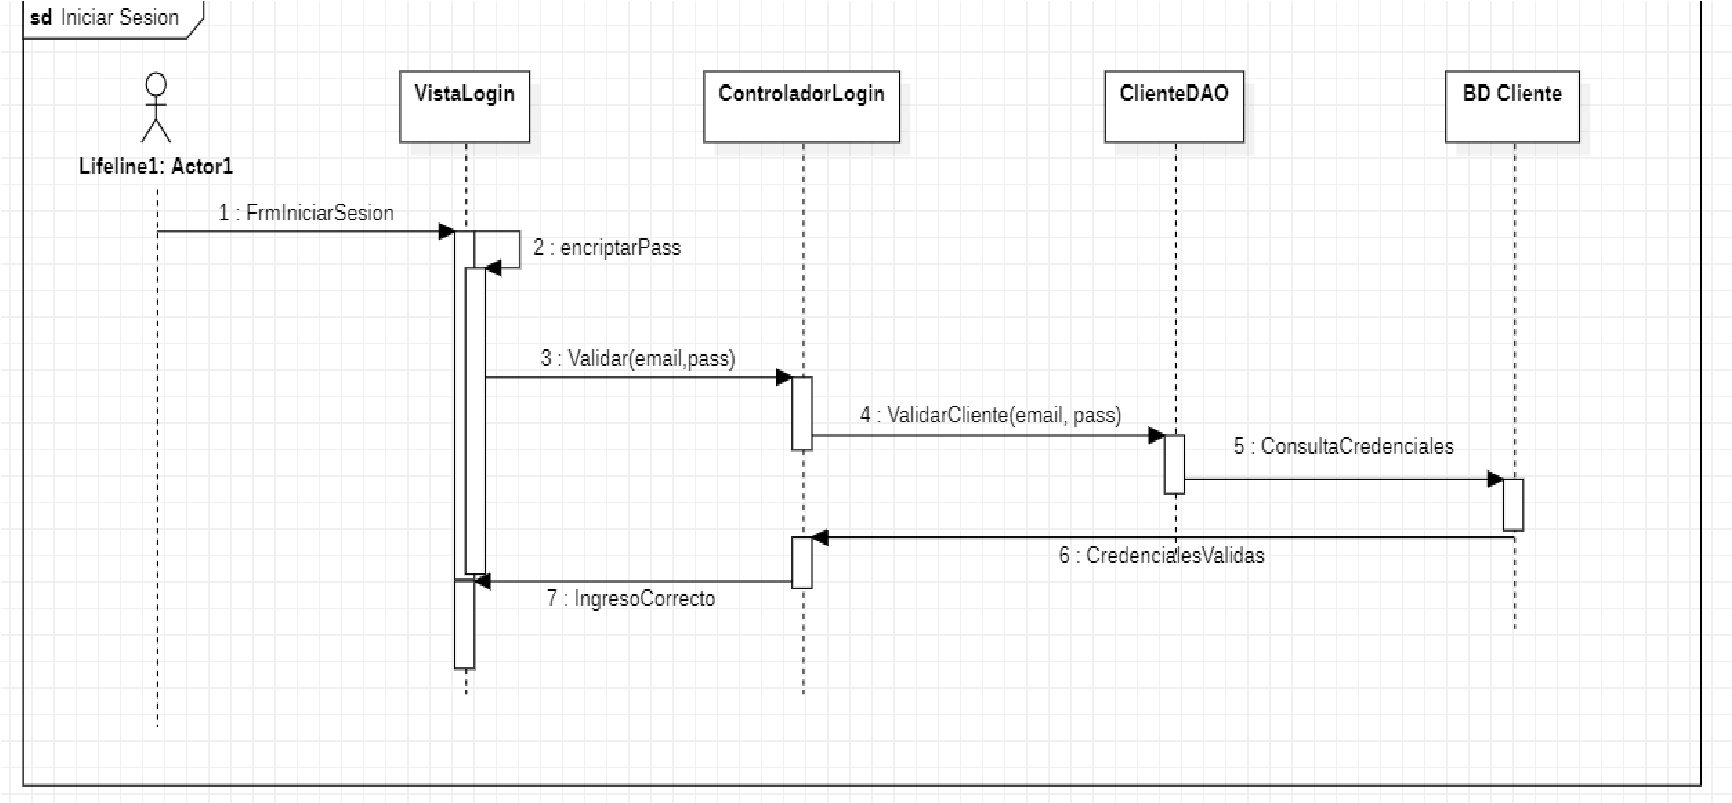 sd Iniciar Sesion
VistaLogin
ControladorLogin
ClienteDAO
BD Cliente
Lifeline1: Actor1
1 : FrmIniciarSesion
2 : encriptarPass
3 : Validar(email,pass)
4 : ValidarCliente(email, pass)
5 : ConsultaCredenciales
6 : CredencialesValidas
7 : IngresoCorrecto